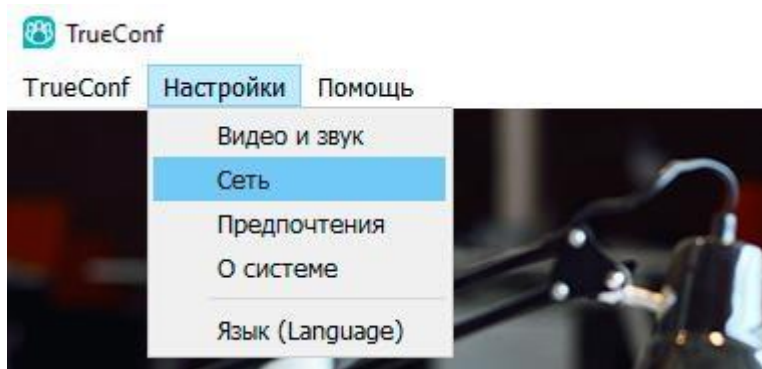 TrueConf
TrueConf Настройки Помощь
Видео и звук
Сеть
Предпочтения
О системе
Язык (Language)